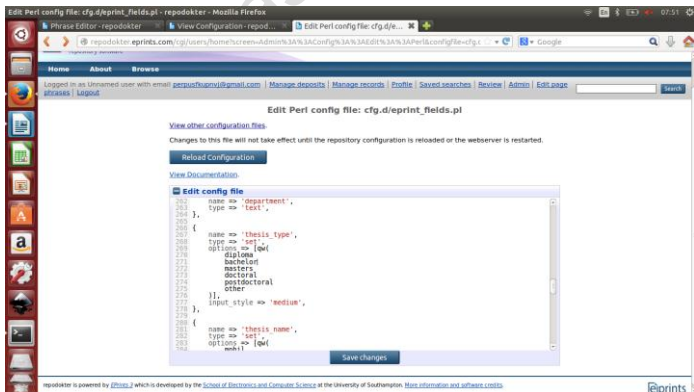 Edit Perl config file: cfg.d/eprint_fields.pl - repodokter - Mozilla Firefox
En
07:51
Phrase Editor - repodokter
View Configuration - repod...
Edit Perl config file: cfg.d/e...
repodokter.eprints.com/cgi/users/home?screen=Admin%3A%3AConfig%3A%3AEdit%3A%3APerl&configfile=cfg.c
Google
Home About Browse
Logged in as Unnamed user with email perpusfkupnvj@gmail.com | Manage deposits | Manage records | Profile | Saved searches | Review | Admin | Edit page
phrases | Logout
Search
Edit Perl config file: cfg.d/eprint_fields.pl
View other configuration files.
Changes to this file will not take effect until the repository configuration is reloaded or the webserver is restarted.
Reload Configuration
View Documentation.
Edit config file
262 name => 'department',
263 type => 'text',
264 },
265
266 {
267 name => 'thesis_type',
268 type => 'set',
269 options => [qw(
270 diploma
271 bachelor
272 masters
273 doctoral
274 postdoctoral
275 other
276 )],
277 input_style => 'medium',
278 },
279
280 {
281 name => 'thesis_name',
282 type => 'set',
283 options => [qw(
Save changes
repodokter is powered by EPrints 3 which is developed by the School of Electronics and Computer Science at the University of Southampton. More information and software credits.
eprints